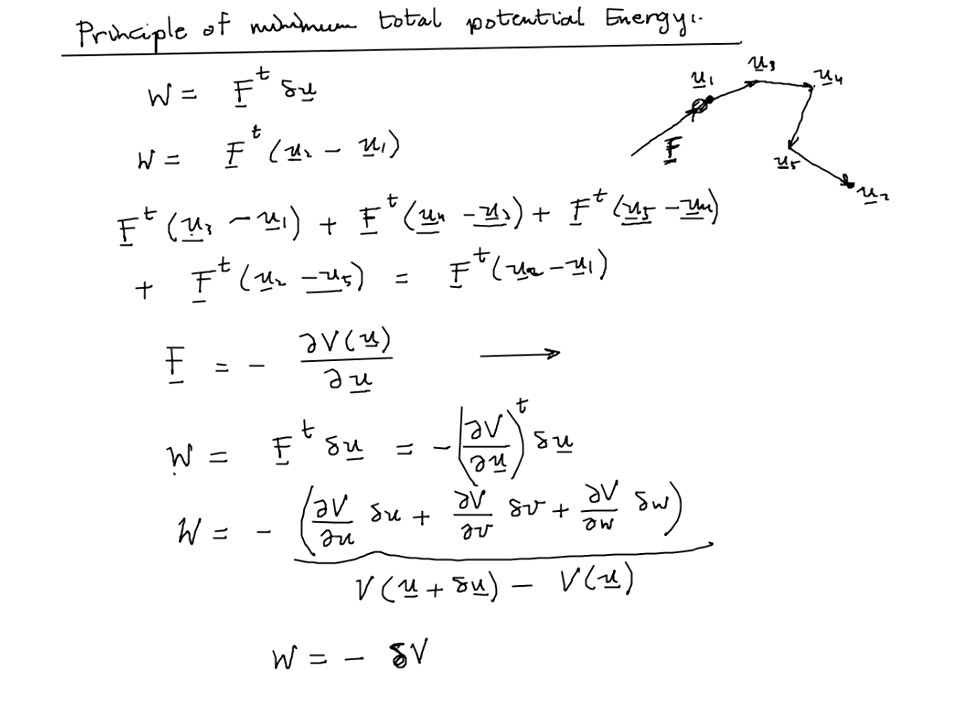 Principle of minimum total potential Energy:-
W = F^t δu
W = F^t (u₂ - u₁)
u₁ u₃ u₄
F u₅ u₂
F^t (u₃ - u₁) + F^t (u₄ - u₃) + F^t (u₅ - u₄)
+ F^t (u₂ - u₅) = F^t (u₂ - u₁)
F = - ∂V(u)/∂u →
W = F^t δu = -(∂V/∂u)^t δu
W = - (∂V/∂u δu + ∂V/∂v δv + ∂V/∂w δw)
V(u + δu) - V(u)
W = - δV